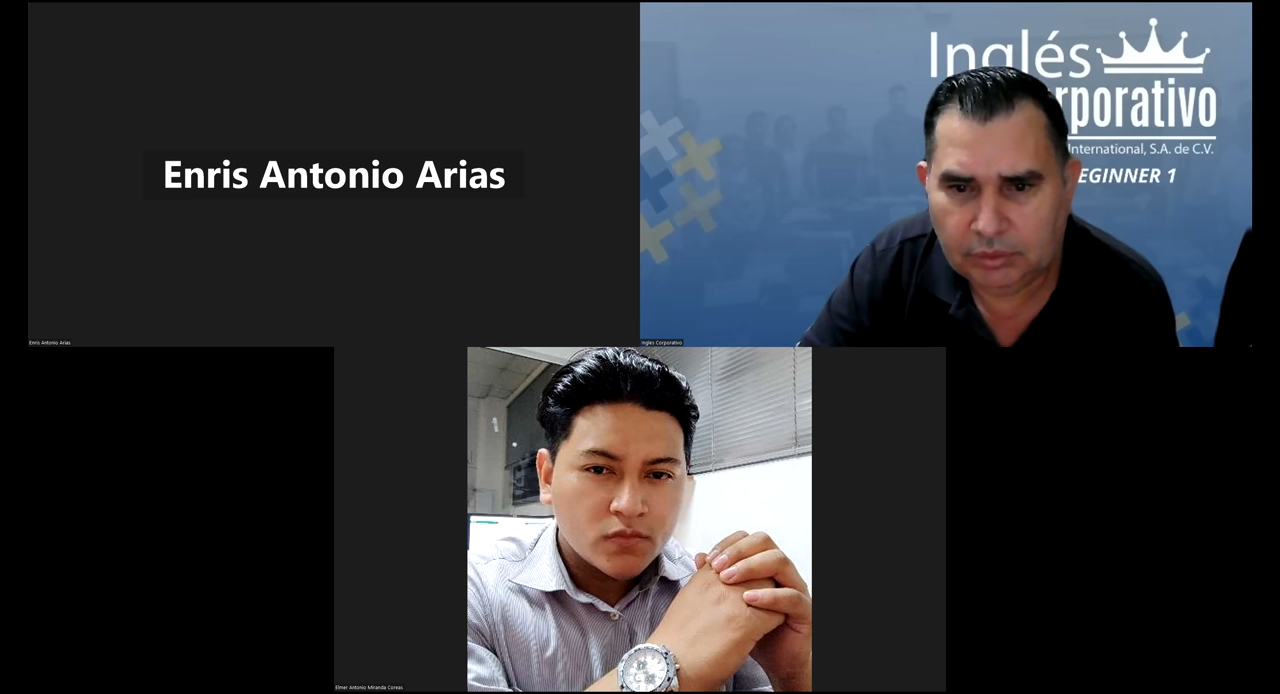 Enris Antonio Arias
Enris Antonio Arias
Inglés
rporativo
International, S.A. de C.V.
EGINNER 1
Ingles Corporativo
Elmer Antonio Miranda Coreas